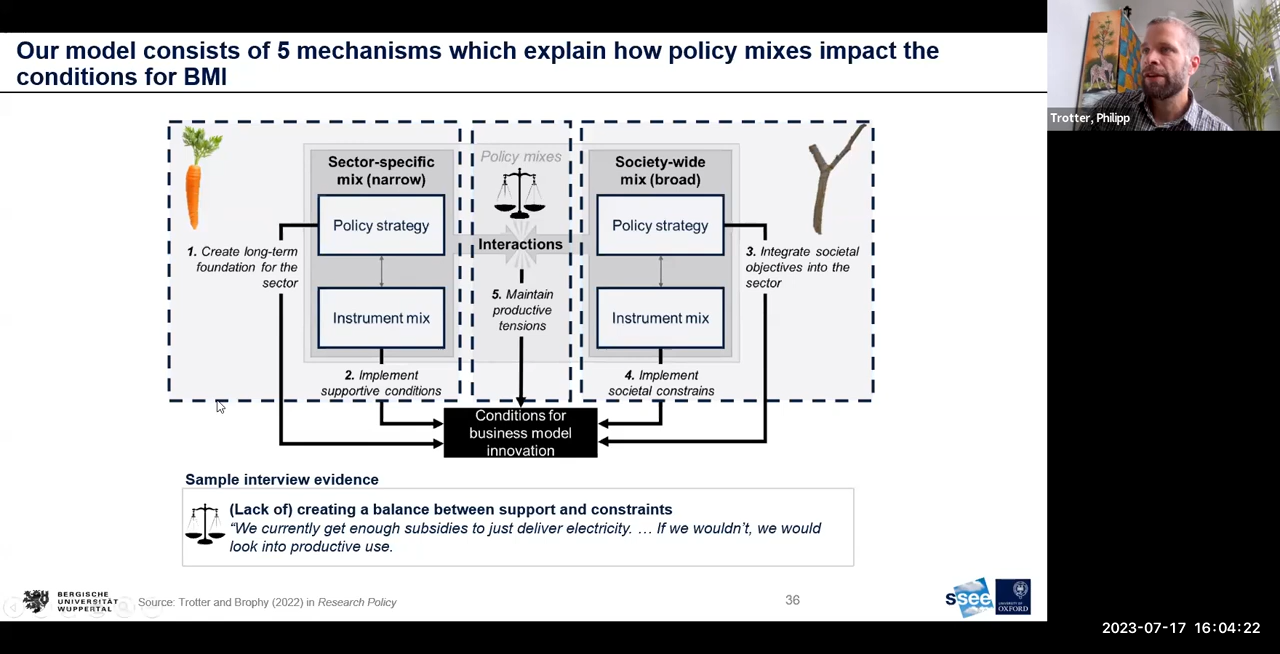 Our model consists of 5 mechanisms which explain how policy mixes impact the
conditions for BMI
Trotter, Philipp
Sector-specific
mix (narrow)
Policy strategy
Instrument mix
1. Create long-term
foundation for the
sector
2. Implement
supportive conditions
Policy mixes
Interactions
5. Maintain
productive
tensions
Society-wide
mix (broad)
Policy strategy
Instrument mix
3. Integrate societal
objectives into the
sector
4. Implement
societal constrains
Conditions for
business model
innovation
Sample interview evidence
(Lack of) creating a balance between support and constraints
“We currently get enough subsidies to just deliver electricity. … If we wouldn’t, we would
look into productive use.
BERGISCHE
UNIVERSITÄT
WUPPERTAL
Source: Trotter and Brophy (2022) in Research Policy
36
ssee
UNIVERSITY OF
OXFORD
2023-07-17 16:04:22